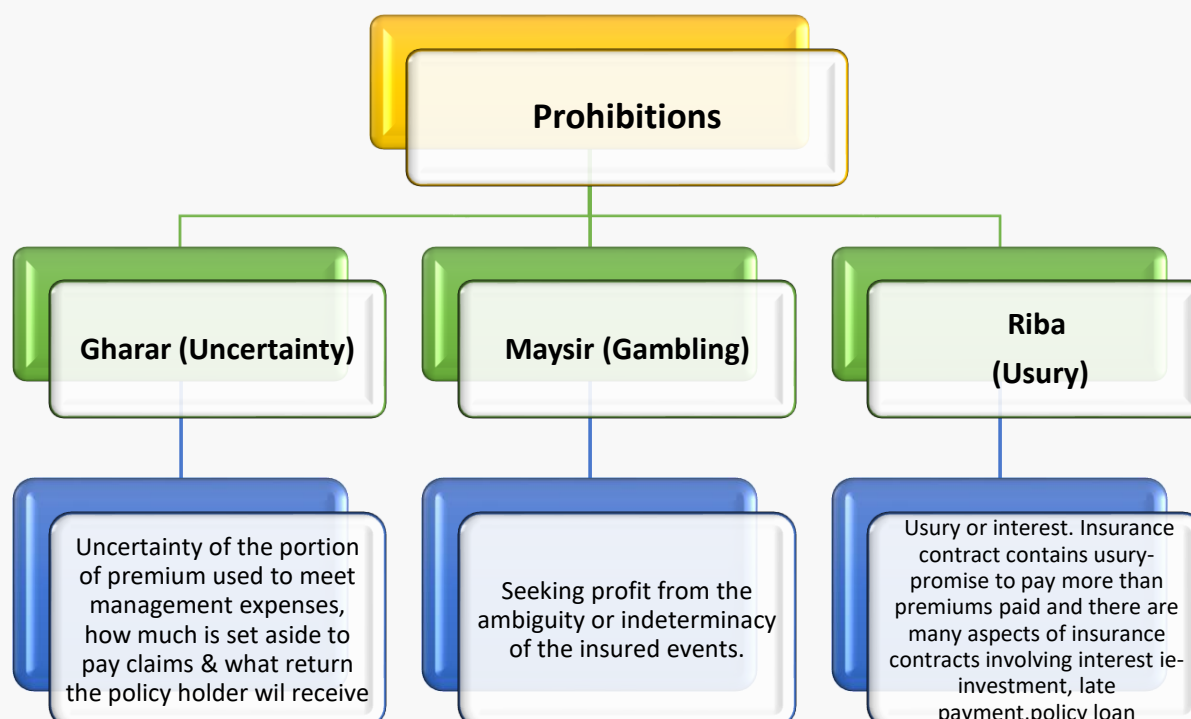 Prohibitions
Gharar (Uncertainty)
Maysir (Gambling)
Riba
(Usury)
Uncertainty of the portion
of premium used to meet
management expenses,
how much is set aside to
pay claims & what return
the policy holder wil receive
Seeking profit from the
ambiguity or indeterminacy
of the insured events.
Usury or interest. Insurance
contract contains usury-
promise to pay more than
premiums paid and there are
many aspects of insurance
contracts involving interest ie-
investment, late
payment,policy loan